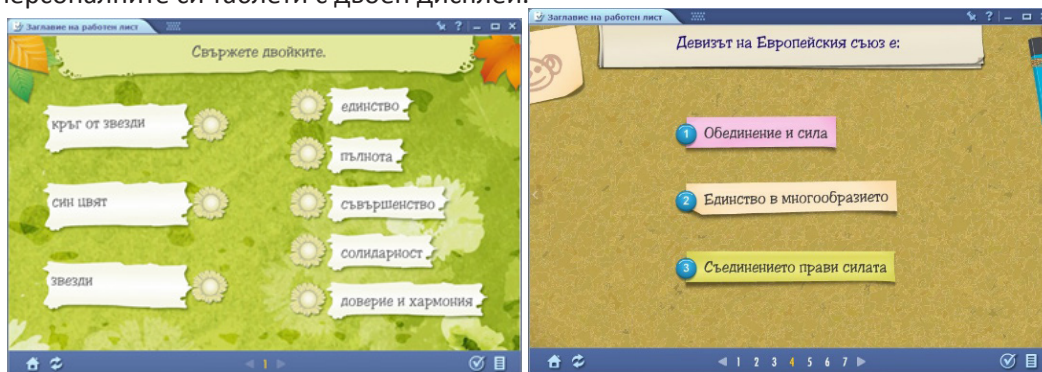 персоналните си таблети с двоен дисплей.
Заглавие на работен лист
Свържете двойките.
кръг от звезди
син цвят
звезди
единство
пълнота
съвършенство
солидарност
доверие и хармония
1
Заглавие на работен лист
Девизът на Европейския съюз е:
1 Обединение и сила
2 Единство в многообразието
3 Съединението прави силата
1 2 3 4 5 6 7